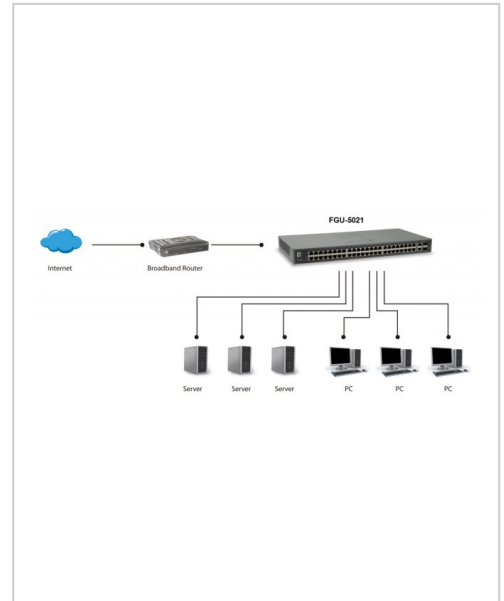 FGU-5021
Internet
Broadband Router
Server
Server
Server
PC
PC
PC